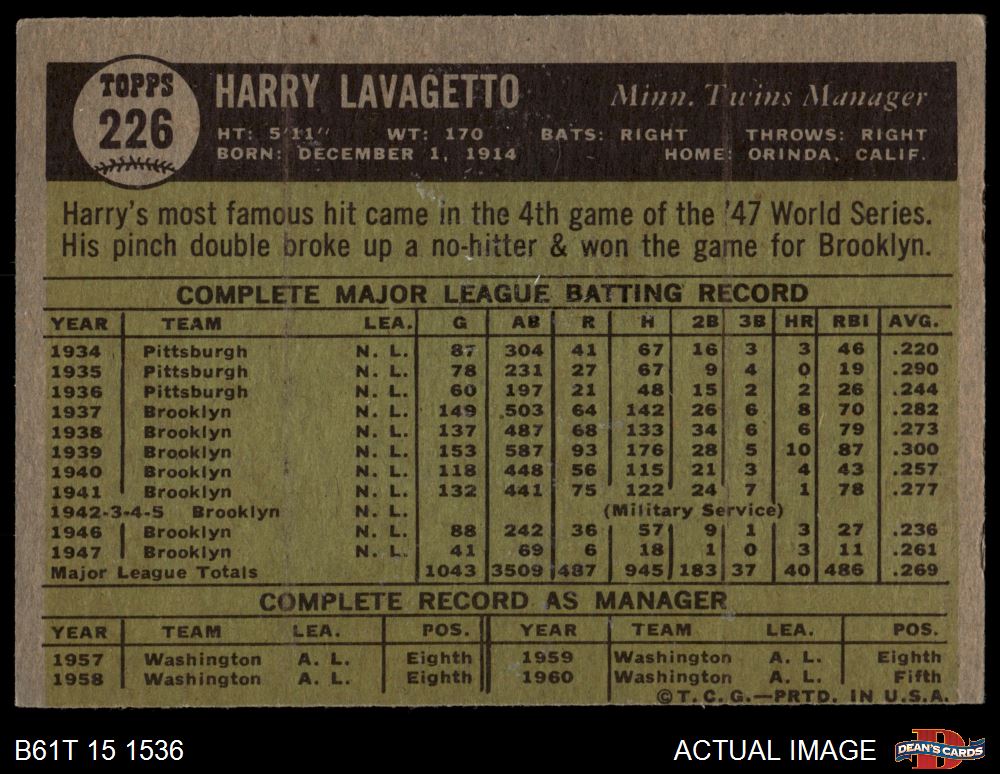 TOPPS
226
HARRY LAVAGETTO Minn. Twins Manager
HT: 5'11" WT: 170 BATS: RIGHT THROWS: RIGHT
BORN: DECEMBER 1, 1914 HOME: ORINDA, CALIF.
Harry's most famous hit came in the 4th game of the '47 World Series.
His pinch double broke up a no-hitter & won the game for Brooklyn.
COMPLETE MAJOR LEAGUE BATTING RECORD
YEAR TEAM LEA. G AB R H 2B 3B HR RBI AVG.
1934 Pittsburgh N. L. 87 304 41 67 16 3 3 46 .220
1935 Pittsburgh N. L. 78 231 27 67 9 4 0 19 .290
1936 Pittsburgh N. L. 60 197 21 48 15 2 2 26 .244
1937 Brooklyn N. L. 149 503 64 142 26 6 8 70 .282
1938 Brooklyn N. L. 137 487 68 133 34 6 6 79 .273
1939 Brooklyn N. L. 153 587 93 176 28 5 10 87 .300
1940 Brooklyn N. L. 118 448 56 115 21 3 4 43 .257
1941 Brooklyn N. L. 132 441 75 122 24 7 1 78 .277
1942-3-4-5 Brooklyn N. L. (Military Service)
1946 Brooklyn N. L. 88 242 36 57 9 1 3 27 .236
1947 Brooklyn N. L. 41 69 6 18 1 0 3 11 .261
Major League Totals 1043 3509 487 945 183 37 40 486 .269
COMPLETE RECORD AS MANAGER
YEAR TEAM LEA. POS. YEAR TEAM LEA. POS.
1957 Washington A. L. Eighth 1959 Washington A. L. Eighth
1958 Washington A. L. Eighth 1960 Washington A. L. Fifth
©T.C.G.—PRTD. IN U.S.A.
B61T 15 1536 ACTUAL IMAGE DEAN'S CARDS